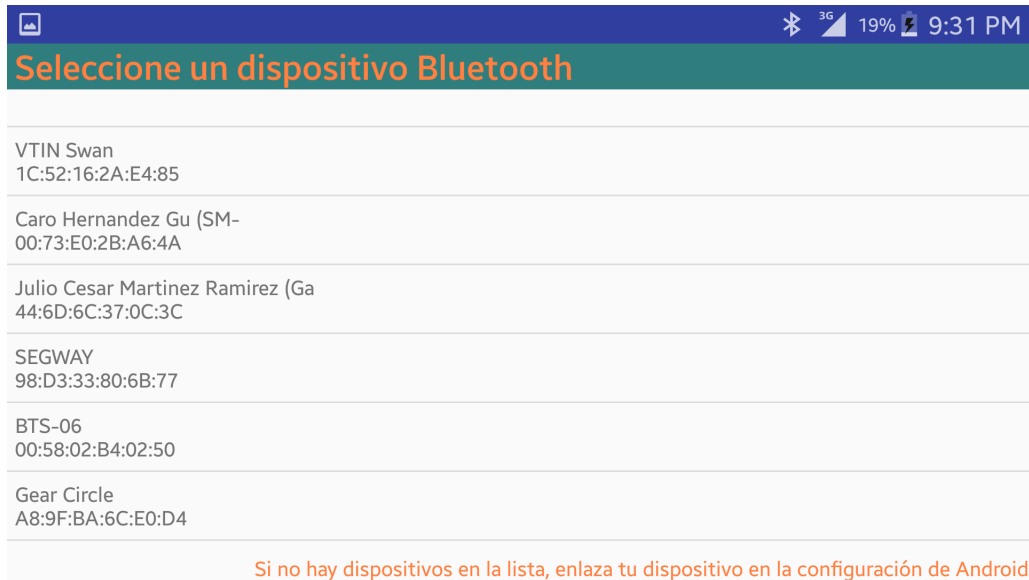 3G 19% 9:31 PM
Seleccione un dispositivo Bluetooth
VTIN Swan
1C:52:16:2A:E4:85
Caro Hernandez Gu (SM-
00:73:E0:2B:A6:4A
Julio Cesar Martinez Ramirez (Ga
44:6D:6C:37:0C:3C
SEGWAY
98:D3:33:80:6B:77
BTS-06
00:58:02:B4:02:50
Gear Circle
A8:9F:BA:6C:E0:D4
Si no hay dispositivos en la lista, enlaza tu dispositivo en la configuración de Android